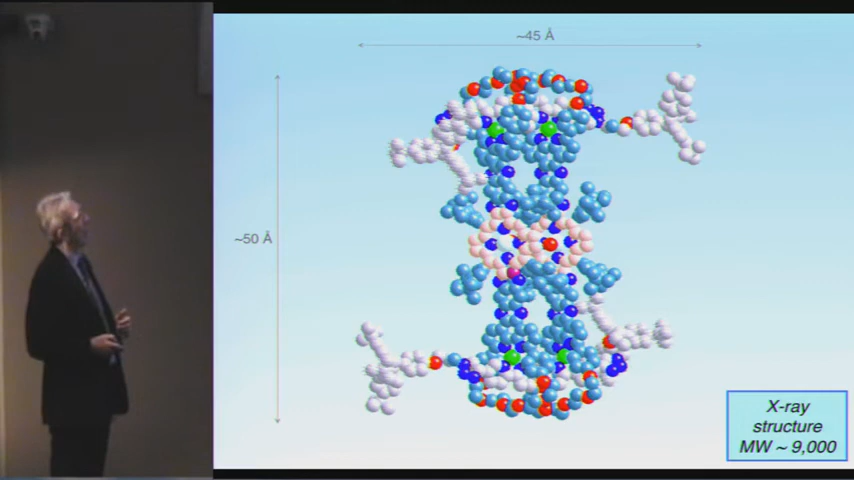 ~45 Å
~50 Å
X-ray
structure
MW ~ 9,000